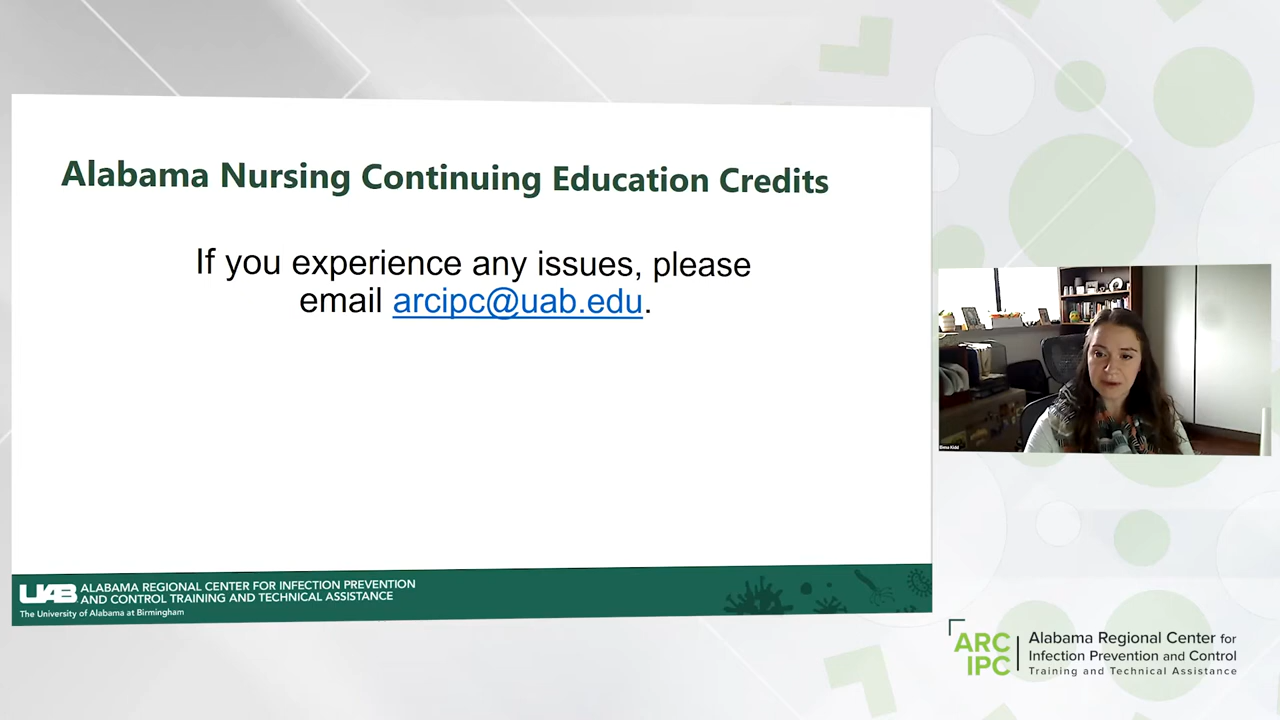 Alabama Nursing Continuing Education Credits
If you experience any issues, please
email arcipc@uab.edu.
UAB
ALABAMA REGIONAL CENTER FOR INFECTION PREVENTION
AND CONTROL TRAINING AND TECHNICAL ASSISTANCE
The University of Alabama at Birmingham
ARC
IPC
Alabama Regional Center for
Infection Prevention and Control
Training and Technical Assistance